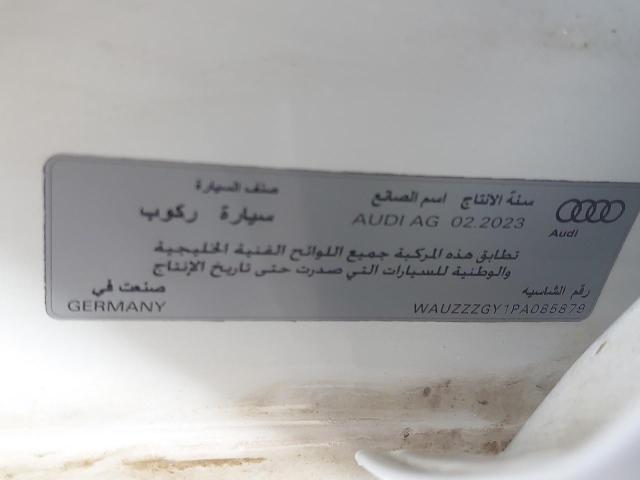 سنة الانتاج اسم الصانع
صنف السيارة
AUDI AG 02.2023
سيارة ركوب
Audi
تطابق هذه المركبة جميع اللوائح الفنية الخليجية
والوطنية للسيارات التي صدرت حتى تاريخ الإنتاج
رقم الشاسيه
صنعت في
WAUZZZGY1PA085879
GERMANY